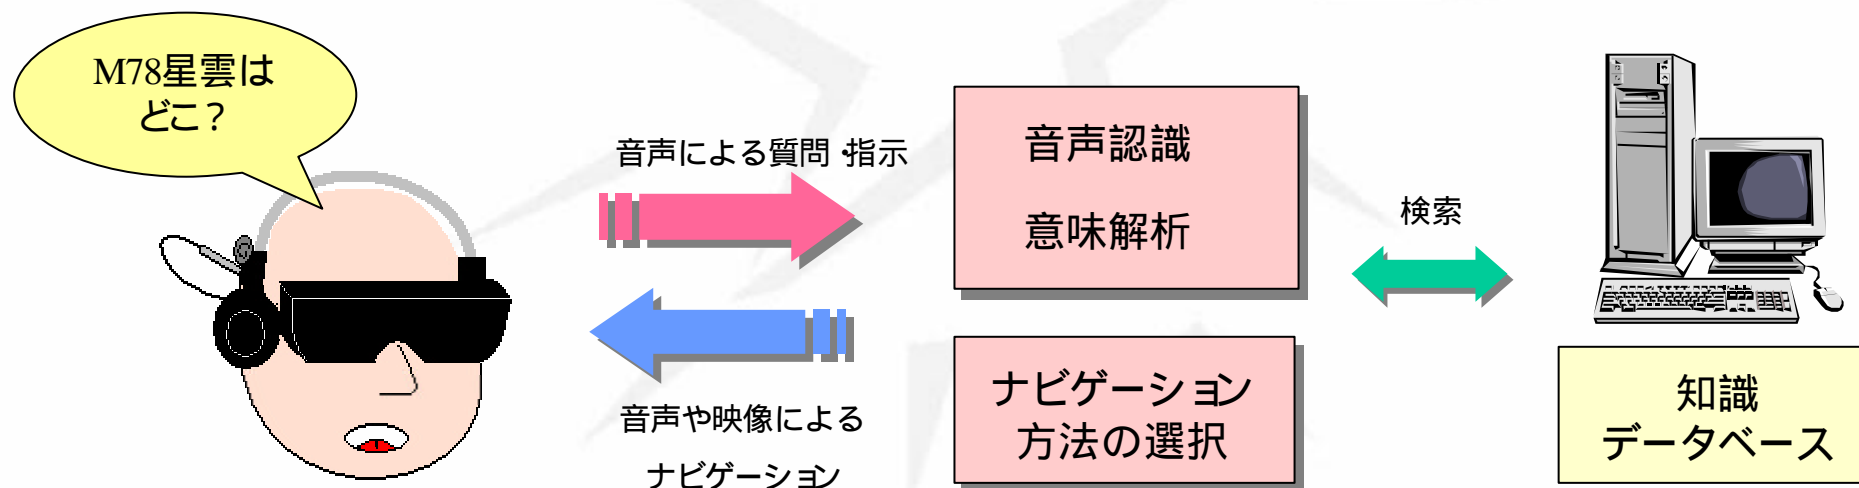 M78星雲は
どこ?
音声による質問・指示
音声認識
意味解析
検索
音声や映像による
ナビゲーション
ナビゲーション
方法の選択
知識
データベース